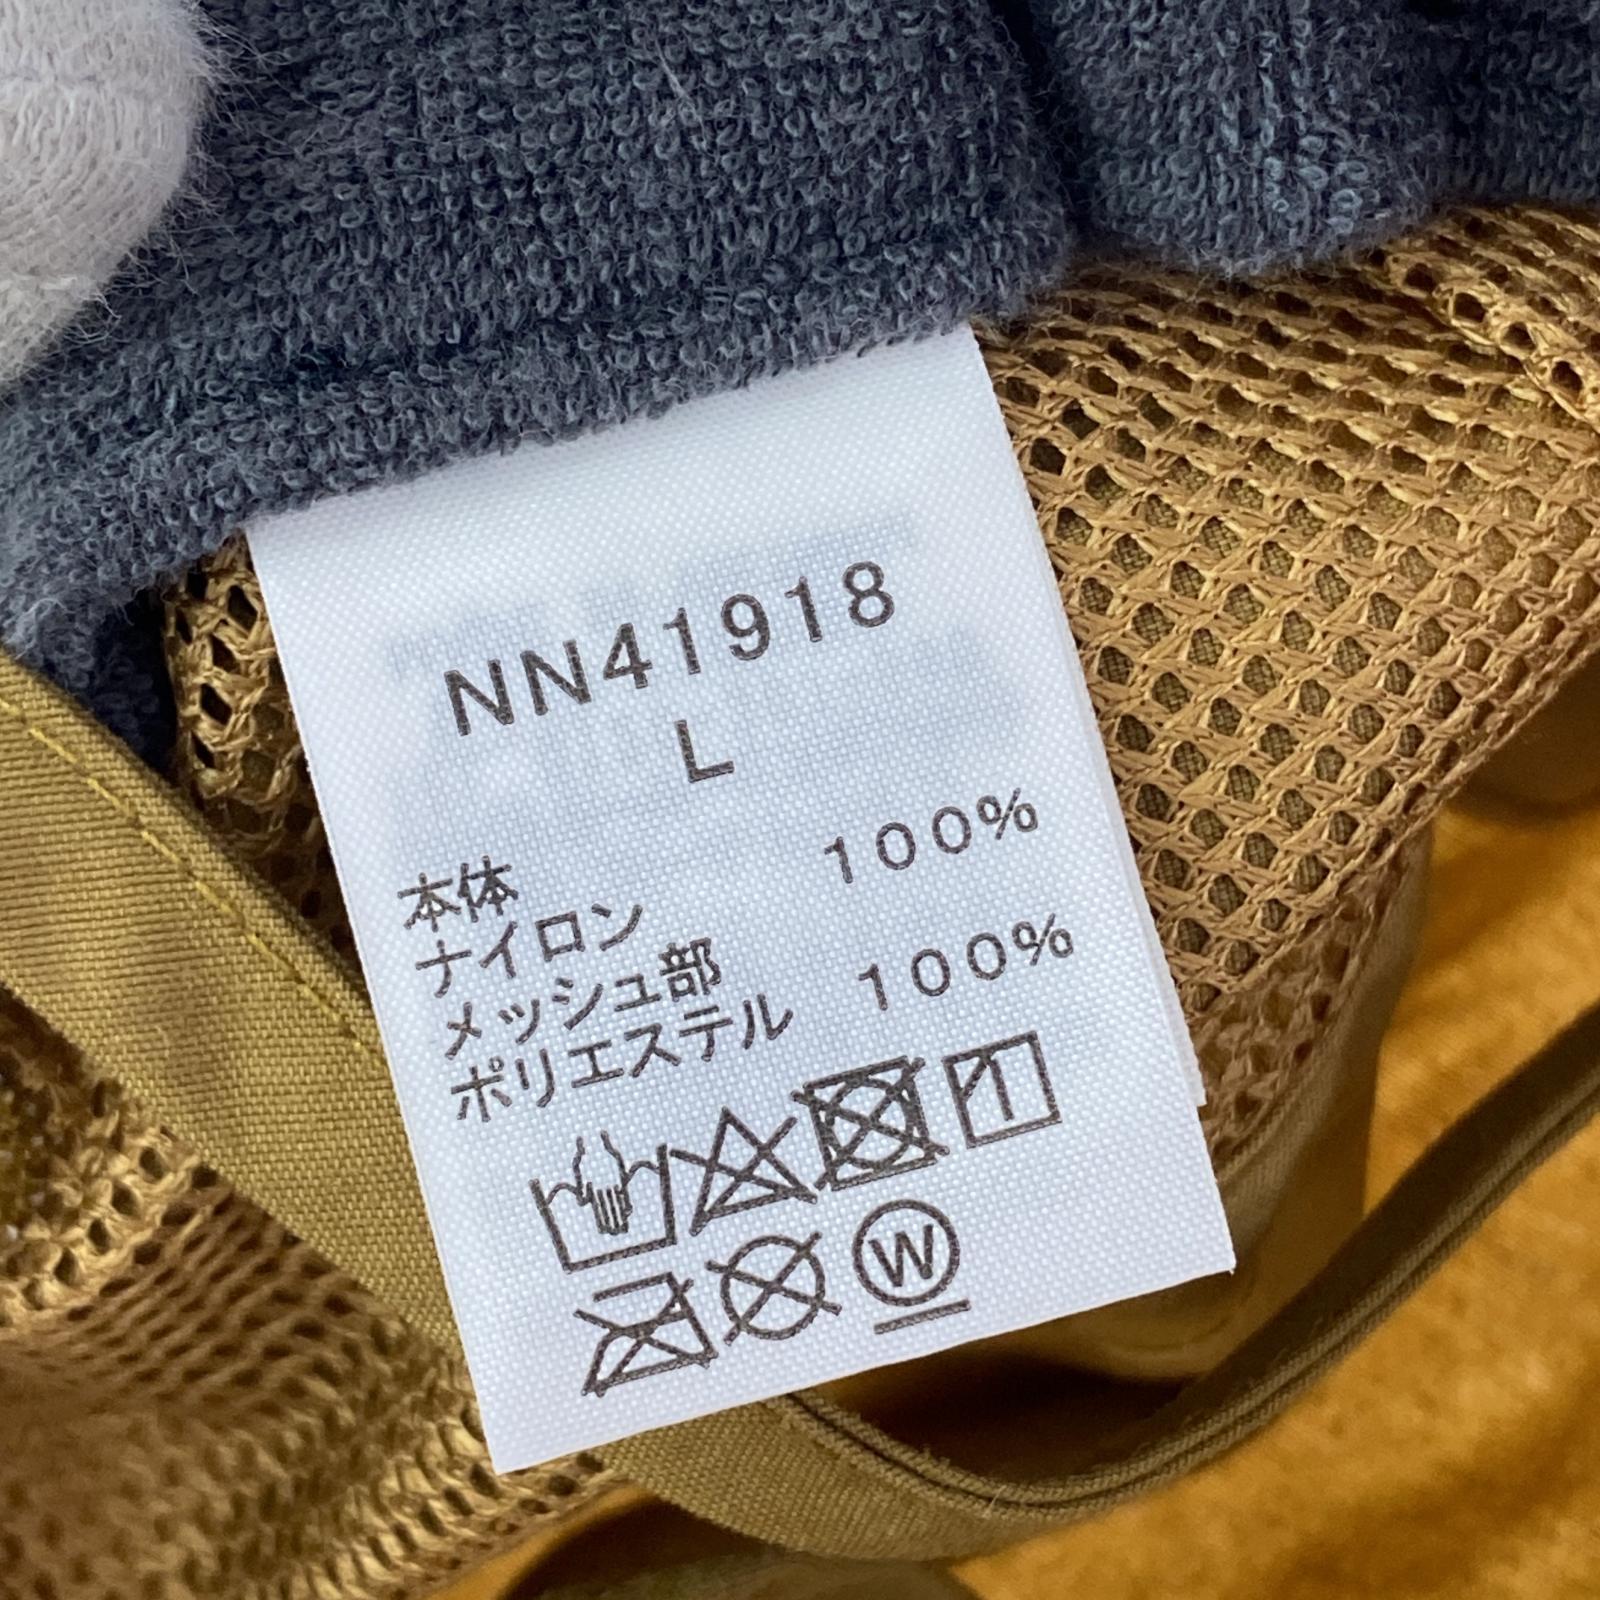 NN41918
L
本体
ナイロン 100%
メッシュ部
ポリエステル 100%
W